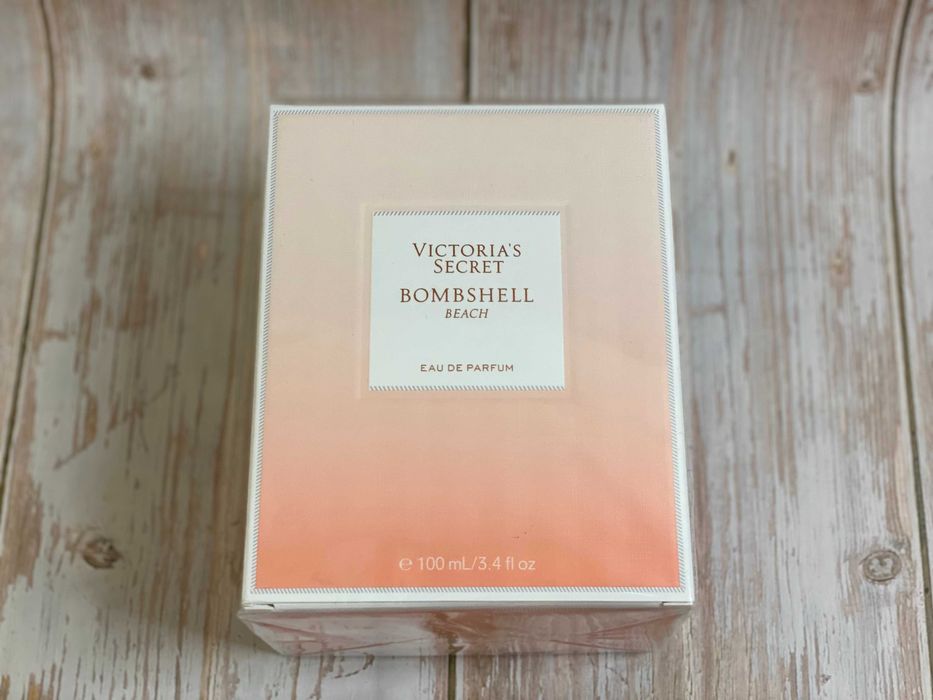 VICTORIA'S
SECRET
BOMBSHELL
BEACH
EAU DE PARFUM
℮ 100 mL/3.4 fl oz